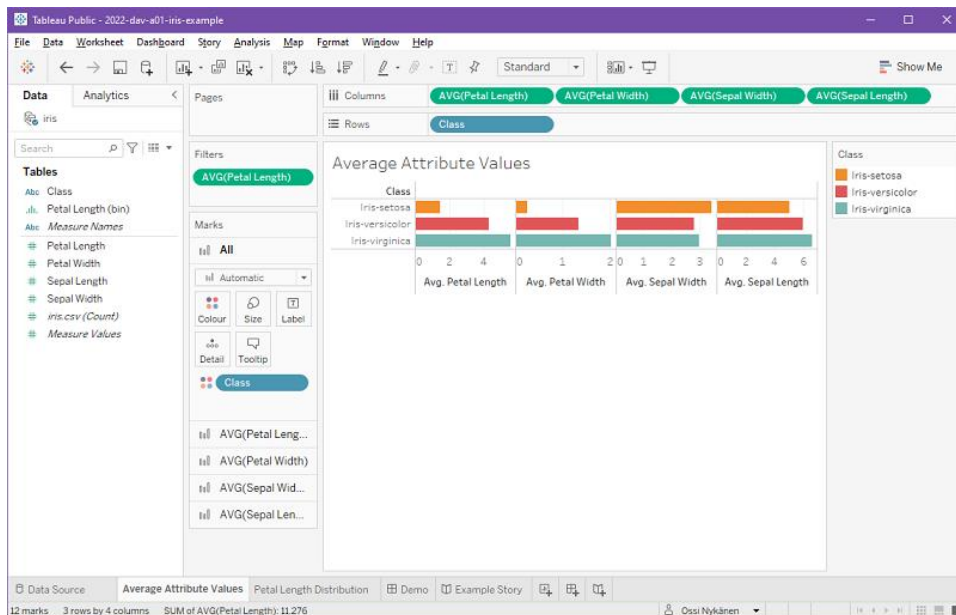 Tableau Public - 2022-dav-a01-iris-example
File Data Worksheet Dashboard Story Analysis Map Format Window Help
Standard
Show Me
Data Analytics
iris
Search
Tables
Abc Class
Petal Length (bin)
Abc Measure Names
# Petal Length
# Petal Width
# Sepal Length
# Sepal Width
# iris.csv (Count)
# Measure Values
Pages
Filters
AVG(Petal Length)
Marks
All
Automatic
Colour Size Label
Detail Tooltip
Class
AVG(Petal Leng...
AVG(Petal Width)
AVG(Sepal Wid...
AVG(Sepal Len...
Columns AVG(Petal Length) AVG(Petal Width) AVG(Sepal Width) AVG(Sepal Length)
Rows Class
Average Attribute Values
Class
Iris-setosa
Iris-versicolor
Iris-virginica
0 2 4 0 1 2 0 1 2 3 0 2 4 6
Avg. Petal Length Avg. Petal Width Avg. Sepal Width Avg. Sepal Length
Class
Iris-setosa
Iris-versicolor
Iris-virginica
Data Source Average Attribute Values Petal Length Distribution Demo Example Story
12 marks 3 rows by 4 columns SUM of AVG(Petal Length): 11.276 Ossi Nykänen